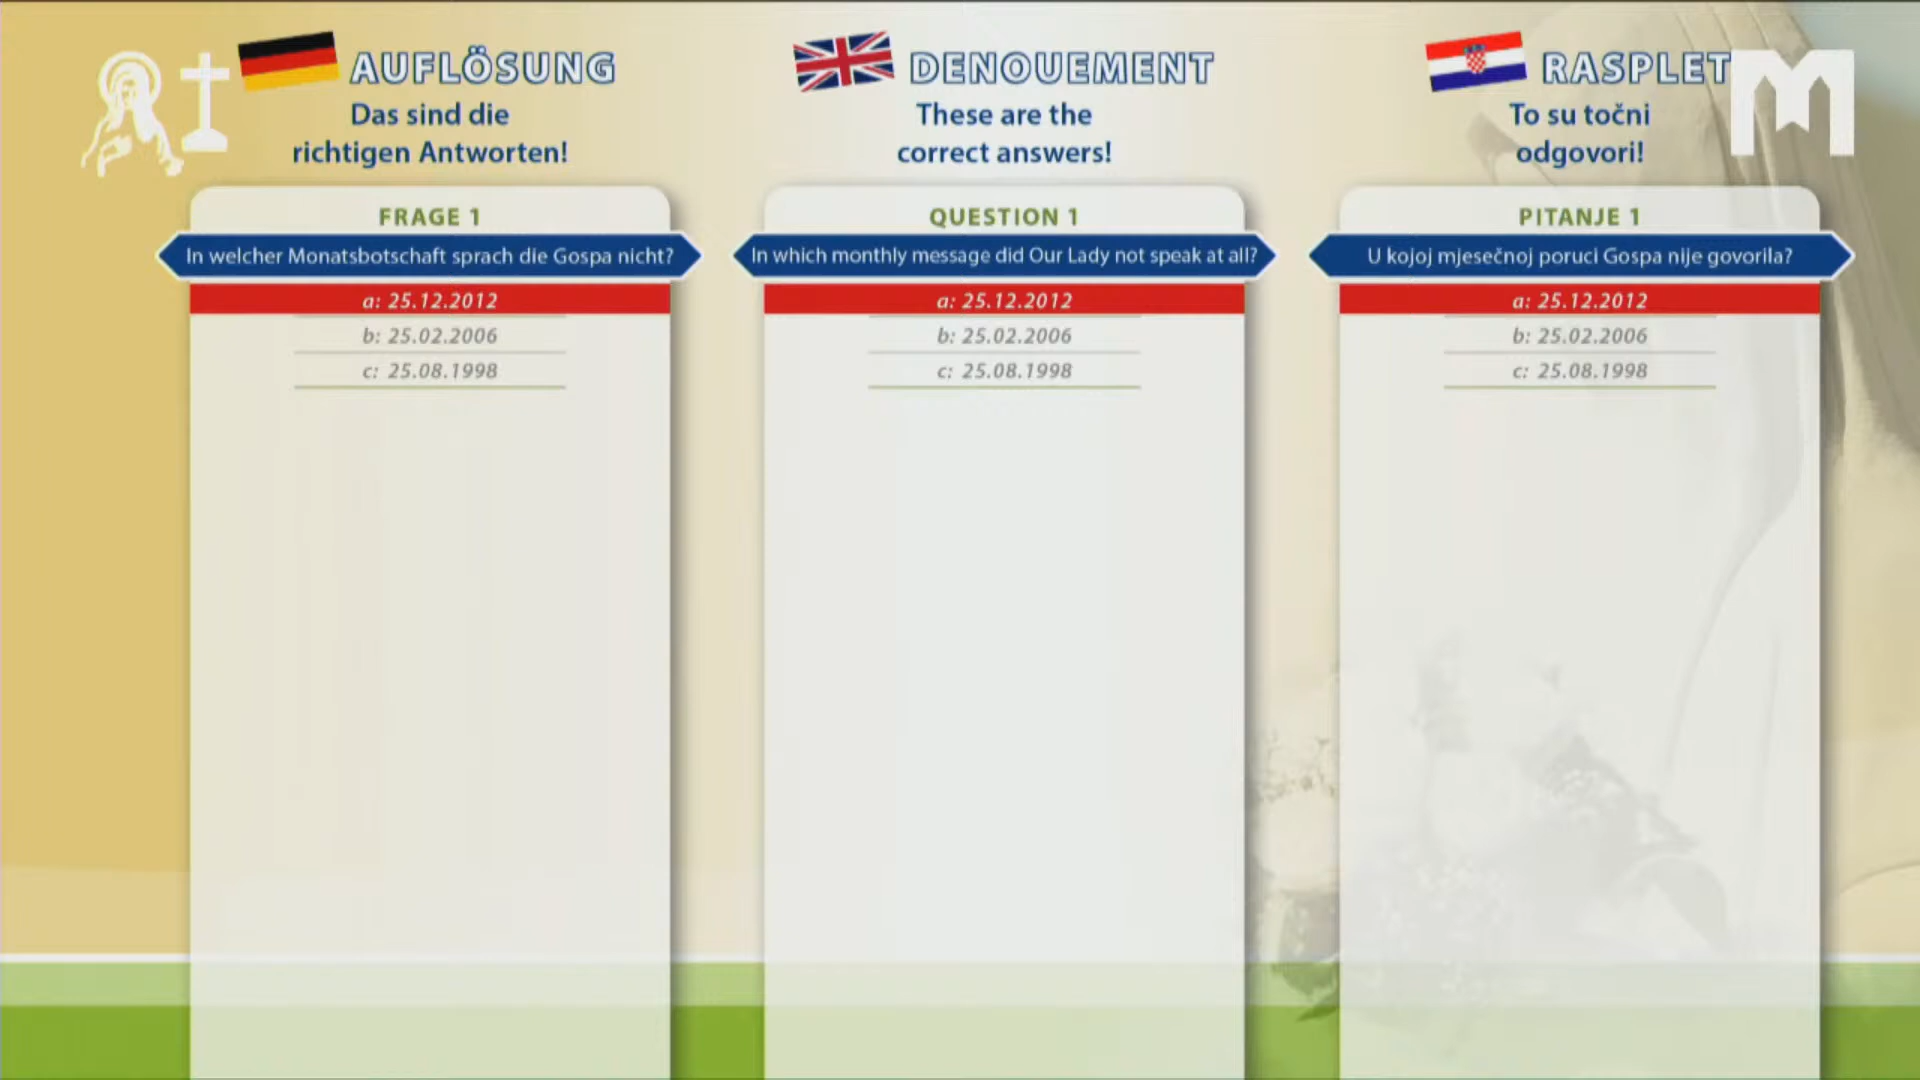 AUFLÖSUNG
Das sind die
richtigen Antworten!
FRAGE 1
In welcher Monatsbotschaft sprach die Gospa nicht?
a: 25.12.2012
b: 25.02.2006
c: 25.08.1998
DENOUEMENT
These are the
correct answers!
QUESTION 1
In which monthly message did Our Lady not speak at all?
a: 25.12.2012
b: 25.02.2006
c: 25.08.1998
RASPLET
To su točni
odgovori!
PITANJE 1
U kojoj mjesečnoj poruci Gospa nije govorila?
a: 25.12.2012
b: 25.02.2006
c: 25.08.1998
M